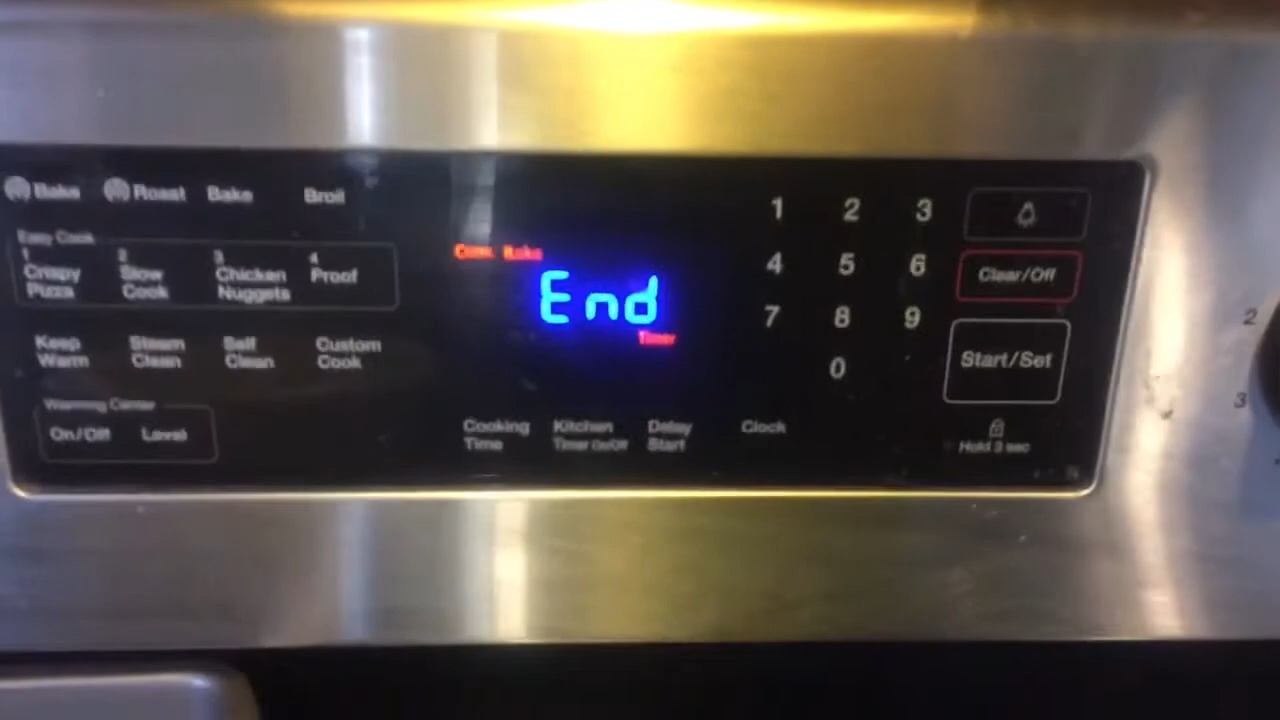 Bake Roast Bake Broil
Easy Cook
1 2 3 4
Crispy Pizza
Slow Cook
Chicken Nuggets
Proof
Keep Warm
Steam Clean
Self Clean
Custom Cook
Warming Center
On/Off Level
Conv. Bake
End
Timer
Cooking Time
Kitchen Timer On/Off
Delay Start
Clock
1 2 3
4 5 6
7 8 9
0
Clear/Off
Start/Set
Hold 3 sec
2
3